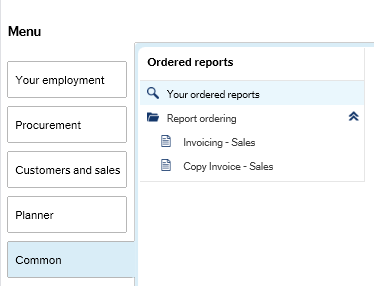 Menu
Your employment
Procurement
Customers and sales
Planner
Common
Ordered reports
Your ordered reports
Report ordering
Invoicing - Sales
Copy Invoice - Sales